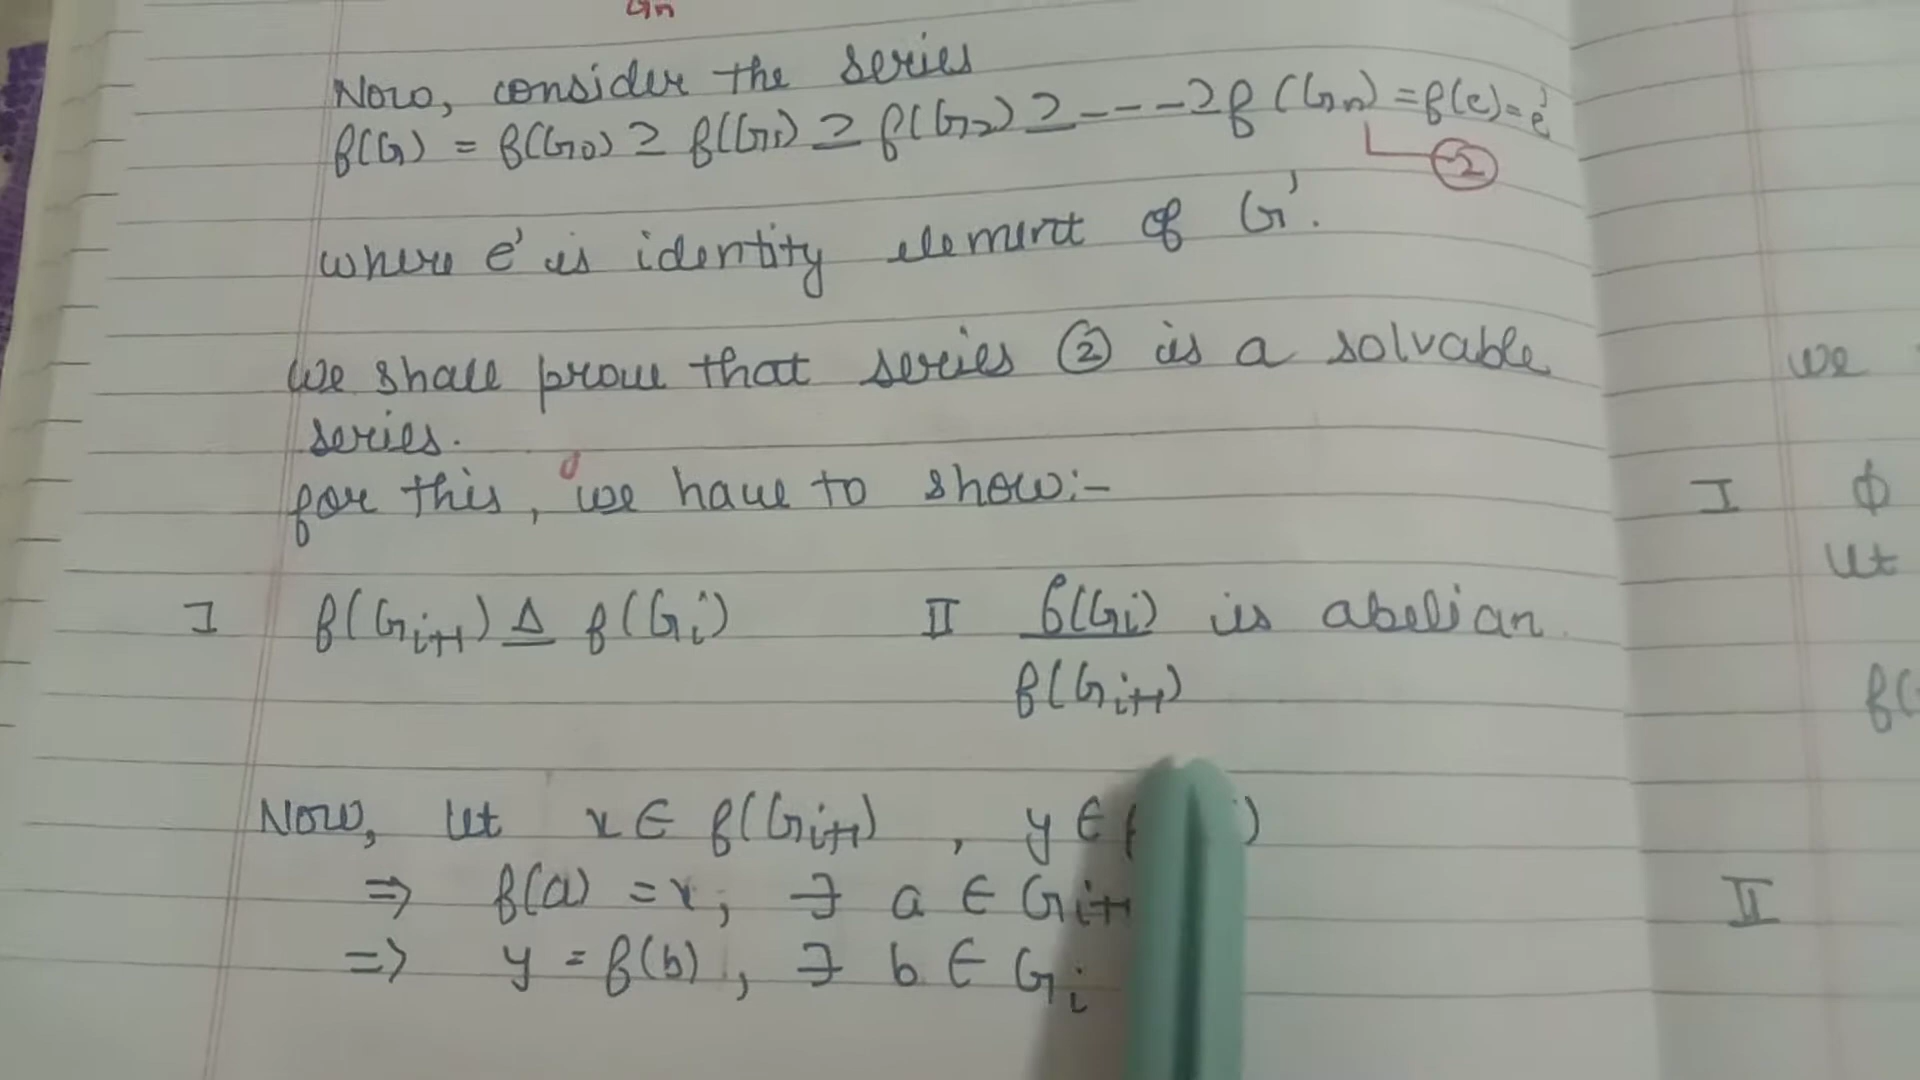 Gn
Now, consider the series
f(G) = f(G0) ⊇ f(G1) ⊇ f(G2) ⊇ - - - ⊇ f(Gn) = f(e) = e'
②
where e' is identity element of G'.
We shall prove that series ② is a solvable
series.
for this, we have to show:-
I f(Gi+1) ⊴ f(Gi) II f(Gi)/f(Gi+1) is abelian
Now, let x ∈ f(Gi+1) , y ∈
⇒ f(a) = x; ∃ a ∈ Gi+1
⇒ y = f(b) , ∃ b ∈ Gi
we
I ϕ
let
f(
II